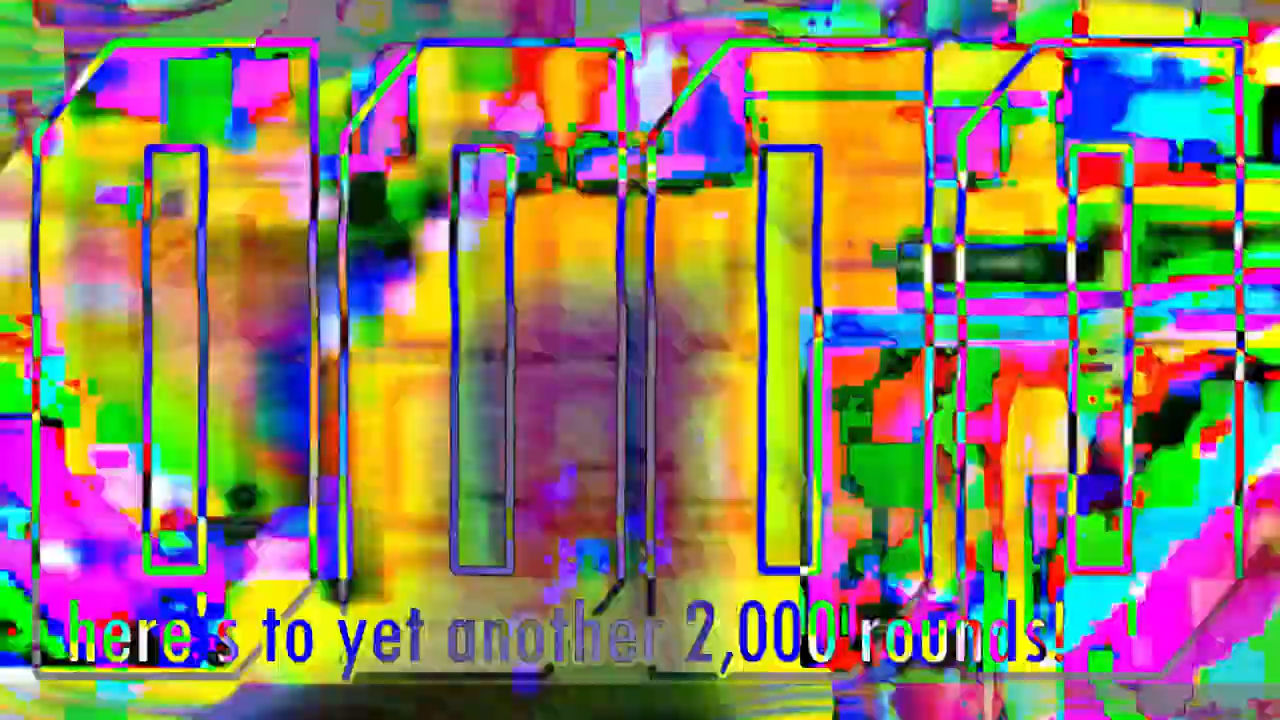 here's to yet another 2,000 rounds!